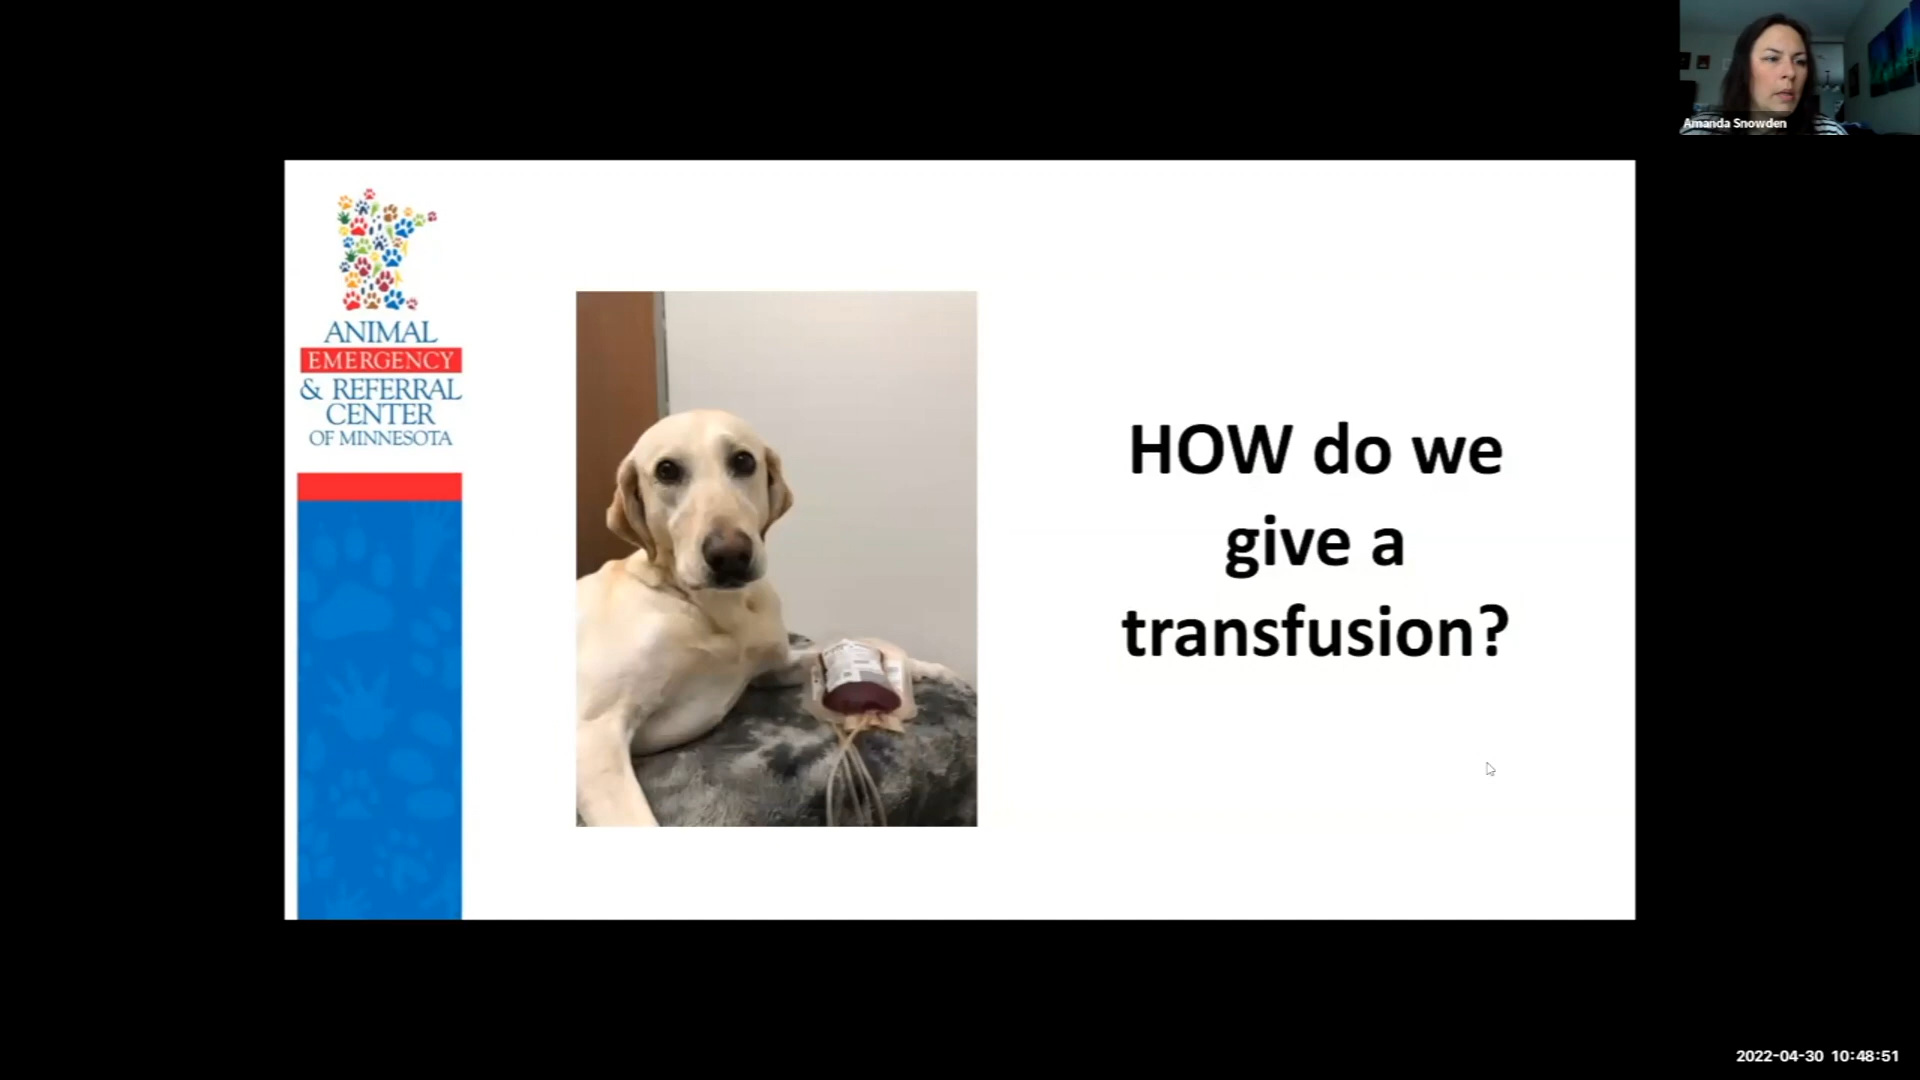 Amanda Snowden
ANIMAL
EMERGENCY
& REFERRAL
CENTER
OF MINNESOTA
HOW do we
give a
transfusion?
2022-04-30 10:48:51